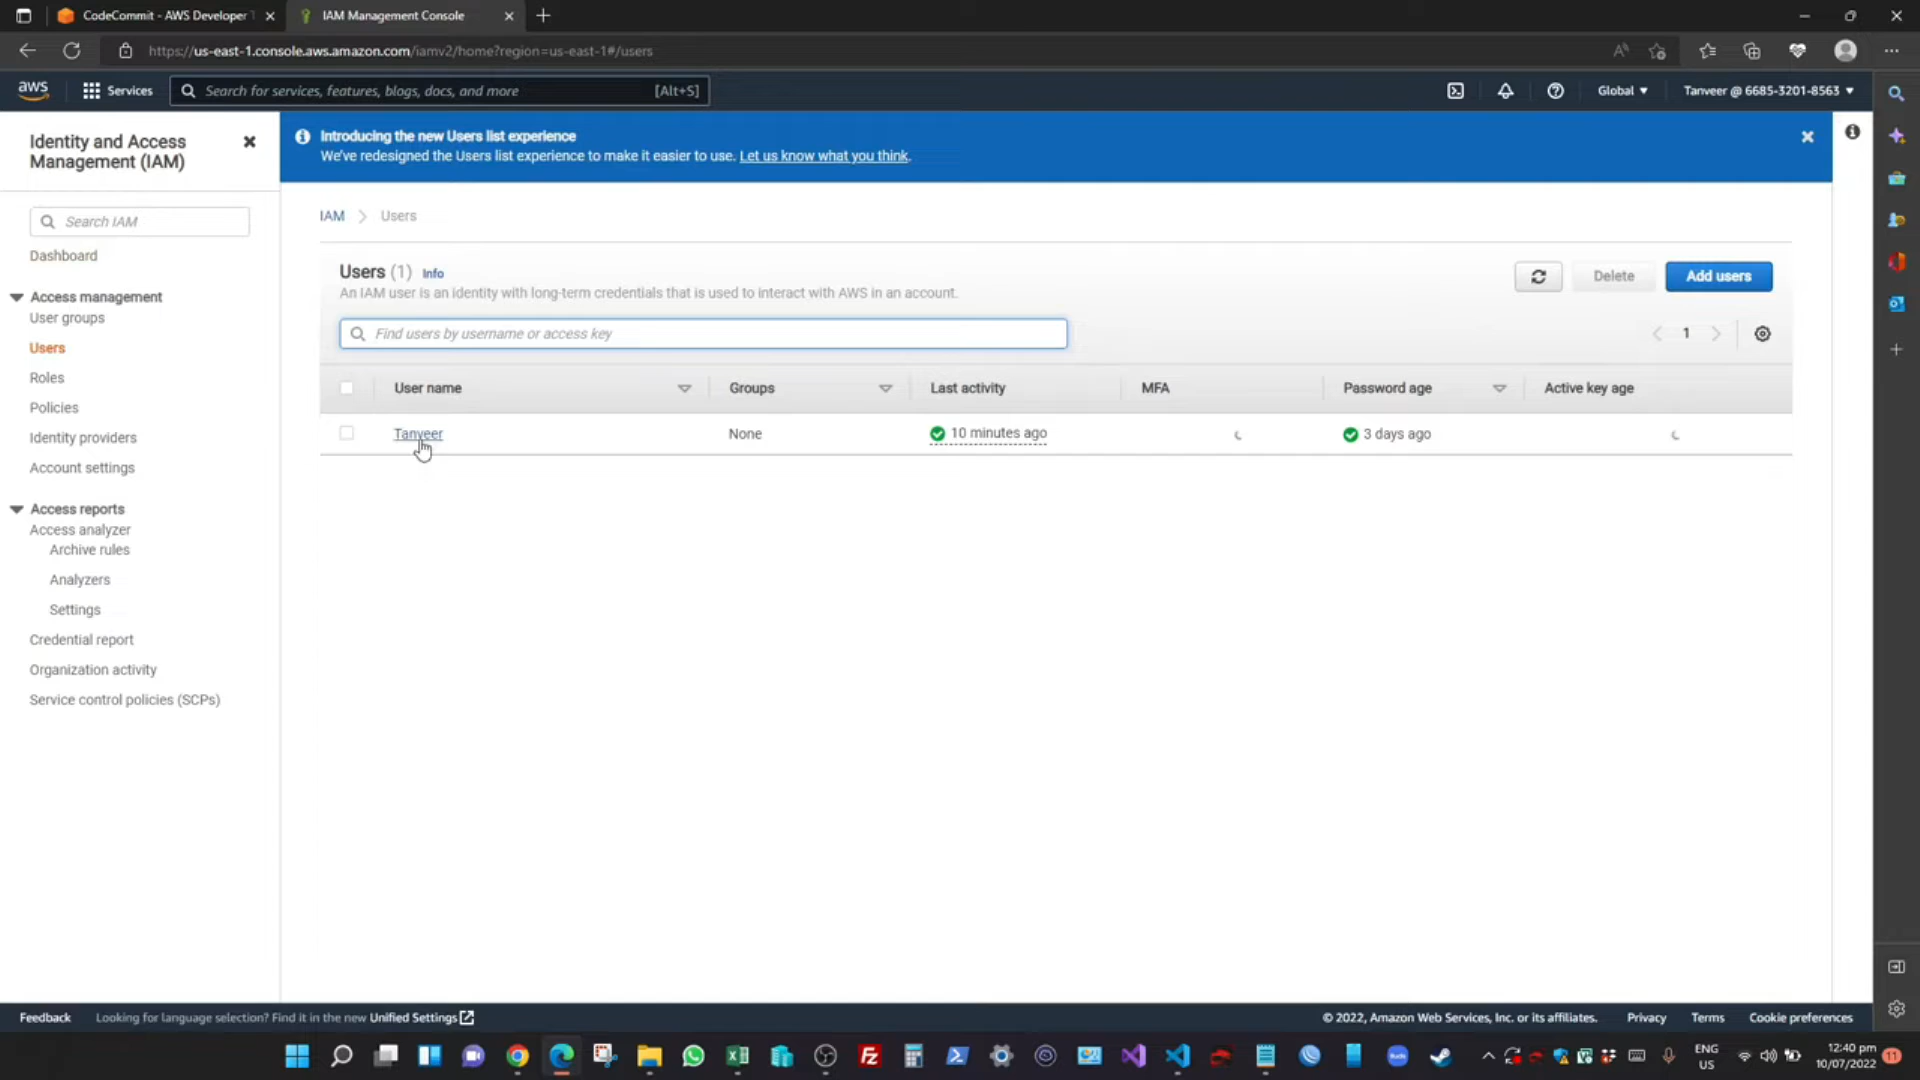 CodeCommit - AWS Developer T
IAM Management Console
https://us-east-1.console.aws.amazon.com/iamv2/home?region=us-east-1#/users
aws
Services
Search for services, features, blogs, docs, and more
[Alt+S]
Global
Tanveer @ 6685-3201-8563
Identity and Access
Management (IAM)
Search IAM
Dashboard
Access management
User groups
Users
Roles
Policies
Identity providers
Account settings
Access reports
Access analyzer
Archive rules
Analyzers
Settings
Credential report
Organization activity
Service control policies (SCPs)
Introducing the new Users list experience
We've redesigned the Users list experience to make it easier to use. Let us know what you think.
IAM
Users
Users (1) Info
An IAM user is an identity with long-term credentials that is used to interact with AWS in an account.
Delete
Add users
Find users by username or access key
1
User name
Groups
Last activity
MFA
Password age
Active key age
Tanveer
None
10 minutes ago
3 days ago
Feedback
Looking for language selection? Find it in the new Unified Settings
© 2022, Amazon Web Services, Inc. or its affiliates.
Privacy
Terms
Cookie preferences
ENG
US
12:40 pm
10/07/2022
11